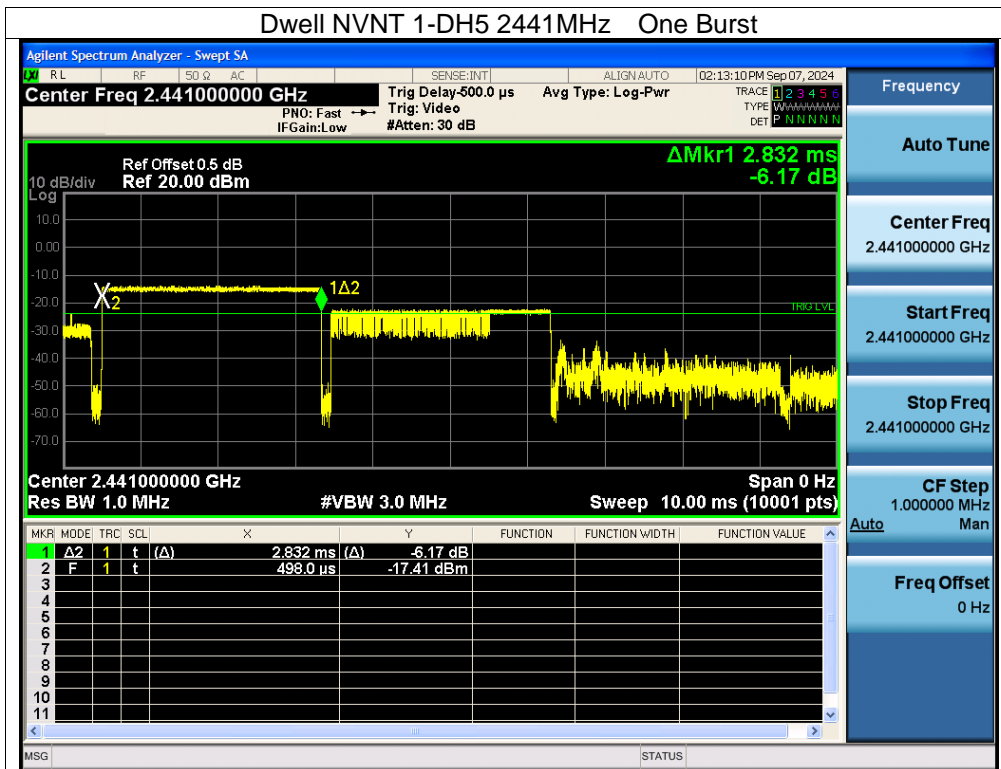 Dwell NVNT 1-DH5 2441MHz    One Burst
Agilent Spectrum Analyzer - Swept SA
LXI RL RF 50 Ω AC SENSE:INT ALIGN AUTO 02:13:10 PM Sep 07, 2024
Center Freq 2.441000000 GHz Trig Delay-500.0 µs Avg Type: Log-Pwr TRACE 1 2 3 4 5 6
PNO: Fast Trig: Video TYPE WWWWWW
IFGain:Low #Atten: 30 dB DET P N N N N N
Ref Offset 0.5 dB ΔMkr1 2.832 ms
10 dB/div Ref 20.00 dBm -6.17 dB
Log
10.0
0.00
-10.0
1Δ2
2
-20.0
TRIG LVL
-30.0
-40.0
-50.0
-60.0
-70.0
Center 2.441000000 GHz Span 0 Hz
Res BW 1.0 MHz #VBW 3.0 MHz Sweep 10.00 ms (10001 pts)
MKR MODE TRC SCL X Y FUNCTION FUNCTION WIDTH FUNCTION VALUE
1 Δ2 1 t (Δ) 2.832 ms (Δ) -6.17 dB
2 F 1 t 498.0 µs -17.41 dBm
3
4
5
6
7
8
9
10
11
MSG STATUS
Frequency
Auto Tune
Center Freq
2.441000000 GHz
Start Freq
2.441000000 GHz
Stop Freq
2.441000000 GHz
CF Step
1.000000 MHz
Auto Man
Freq Offset
0 Hz